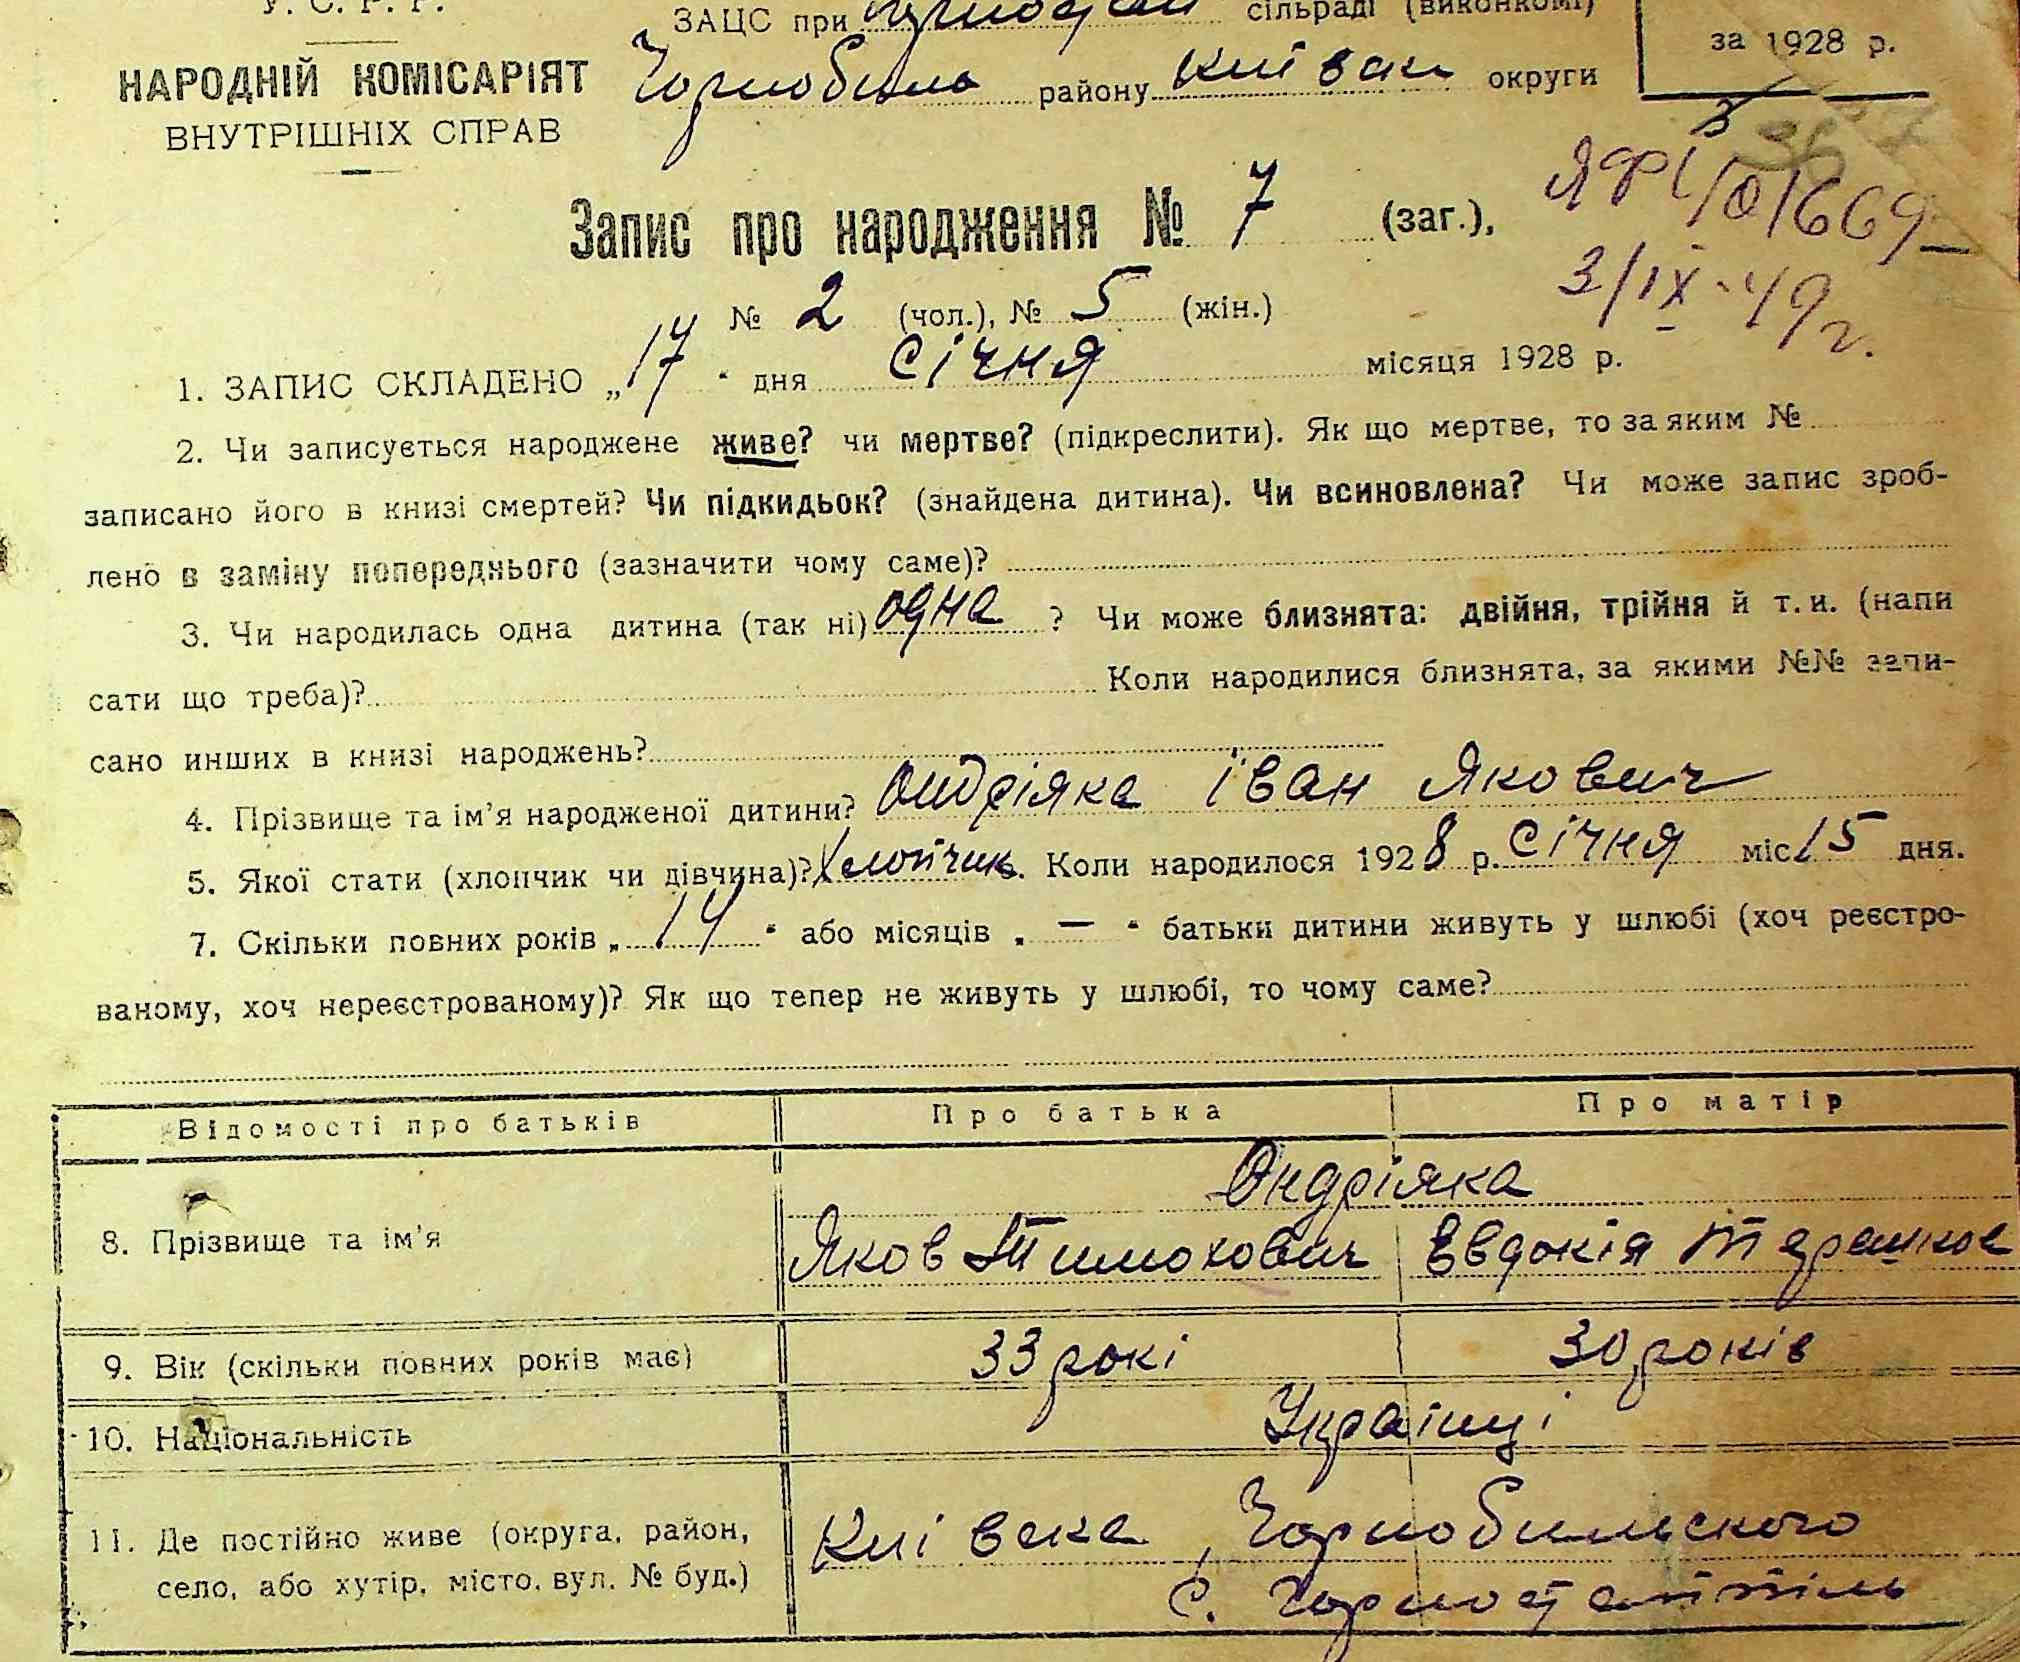 У. С. Р. Р.
ЗАЦС при сільраді (виконкомі)
за 1928 р.
НАРОДНІЙ КОМІСАРІЯТ
ВНУТРІШНІХ СПРАВ
Чорнобиль району Київськ округи
36
Запис про народження № 7 (заг.),
ЯФ 1/01669
3/IX-49 г.
№ 2 (чол.), № 5 (жін.)
1. ЗАПИС СКЛАДЕНО „17" дня січня місяця 1928 р.
2. Чи записується народжене живе? чи мертве? (підкреслити). Як що мертве, то за яким №
записано його в книзі смертей? Чи підкидьок? (знайдена дитина). Чи всиновлена? Чи може запис зроб-
лено в заміну попереднього (зазначити чому саме)?
3. Чи народилась одна дитина (так ні) одна ? Чи може близнята: двійня, трійня й т. и. (напи
сати що треба)? Коли народилися близнята, за якими №№ запи-
сано инших в книзі народжень?
4. Прізвище та ім'я народженої дитини? Ондріяка Іван Якович
5. Якої стати (хлопчик чи дівчина)? Хлопчик. Коли народилося 1928 р. січня міс 15 дня.
7. Скільки повних років „14" або місяців „—" батьки дитини живуть у шлюбі (хоч реєстро-
ваному, хоч нереєстрованому)? Як що тепер не живуть у шлюбі, то чому саме?
Відомості про батьків Про батька Про матір
Ондріяка
8. Прізвище та ім'я Яков Тимохович Евдокія
9. Вік (скільки повних років має) 33 рокі 30 років
10. Національність Українці
11. Де постійно живе (округа, район, Київска, Чорнобильского
село, або хутір, місто, вул. № буд.) с.